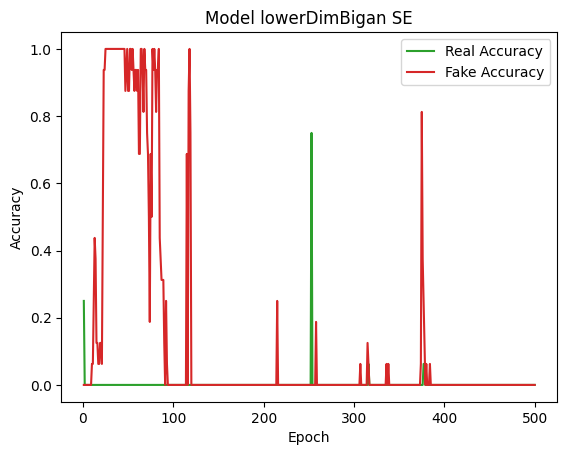 Model lowerDimBigan SE
Real Accuracy
Fake Accuracy
1.0
0.8
0.6
0.4
0.2
0.0
Accuracy
0 100 200 300 400 500
Epoch